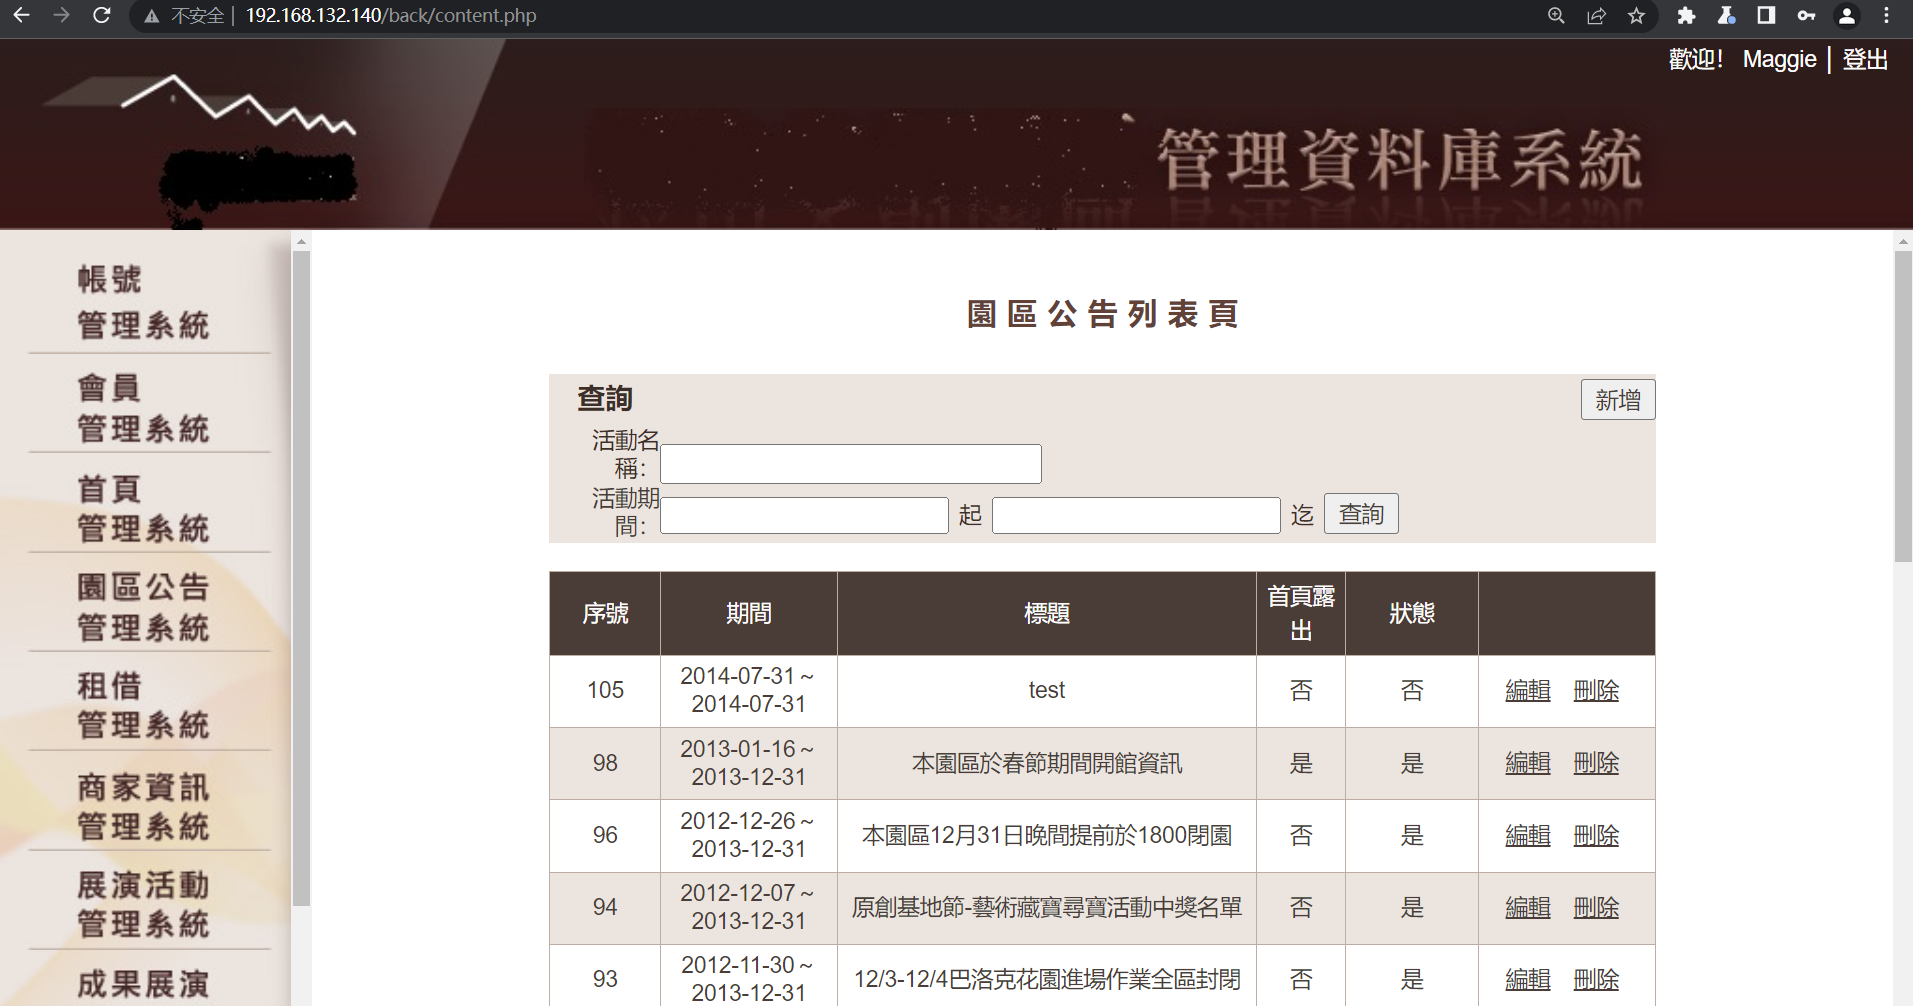 不安全 | 192.168.132.140/back/content.php
歡迎！ Maggie | 登出
管理資料庫系統
帳號
管理系統
會員
管理系統
首頁
管理系統
園區公告
管理系統
租借
管理系統
商家資訊
管理系統
展演活動
管理系統
成果展演
園區公告列表頁
查詢
新增
活動名
稱：
活動期
間： 起 迄 查詢
序號 期間 標題 首頁露
出 狀態
105 2014-07-31～
2014-07-31 test 否 否 編輯 刪除
98 2013-01-16～
2013-12-31 本園區於春節期間開館資訊 是 是 編輯 刪除
96 2012-12-26～
2013-12-31 本園區12月31日晚間提前於1800閉園 否 是 編輯 刪除
94 2012-12-07～
2013-12-31 原創基地節-藝術藏寶尋寶活動中獎名單 否 是 編輯 刪除
93 2012-11-30～
2013-12-31 12/3-12/4巴洛克花園進場作業全區封閉 否 是 編輯 刪除